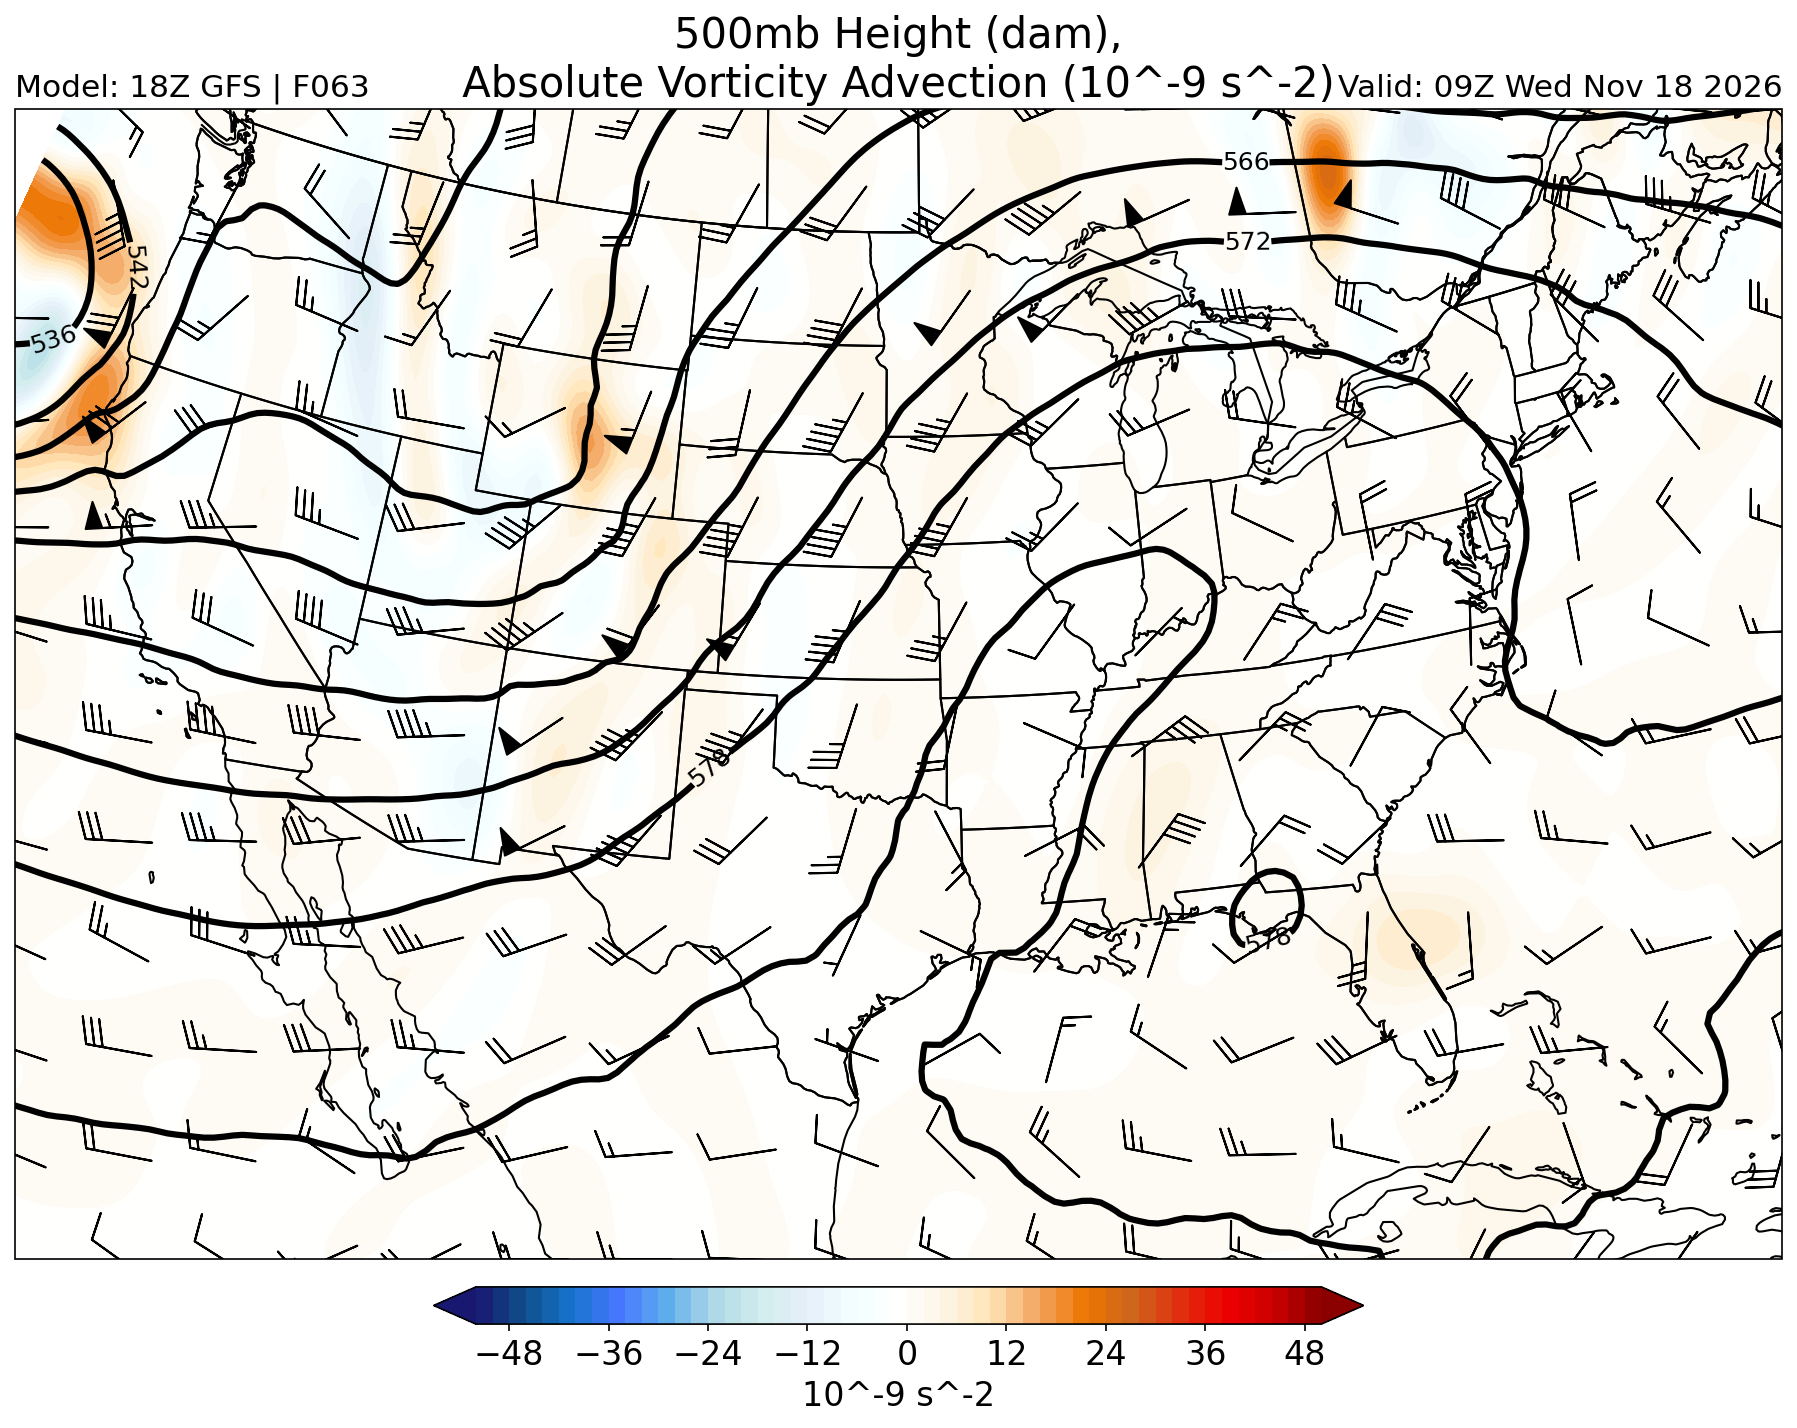 500mb Height (dam),
Model: 18Z GFS | F063 Absolute Vorticity Advection (10^-9 s^-2) Valid: 09Z Wed Nov 18 2026
566
572
542
536
578
578
−48 −36 −24 −12 0 12 24 36 48
10^-9 s^-2